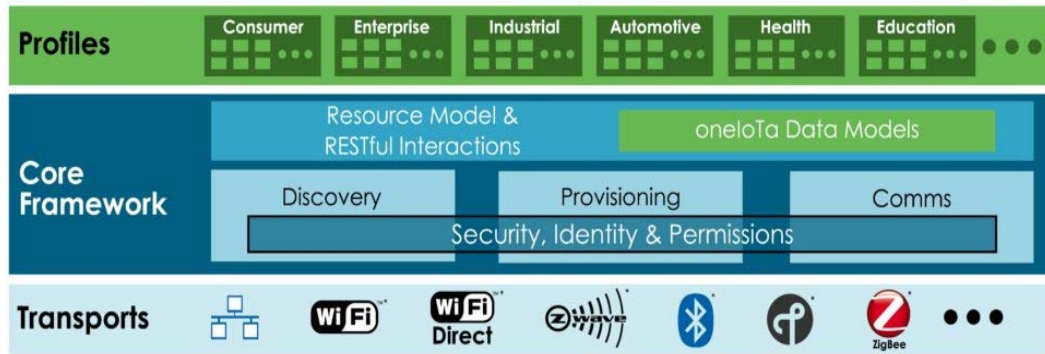 Profiles
Consumer
Enterprise
Industrial
Automotive
Health
Education
Core
Framework
Resource Model &
RESTful Interactions
oneIoTa Data Models
Discovery
Provisioning
Comms
Security, Identity & Permissions
Transports
Wi Fi
Wi Fi
Direct
Z wave
ZigBee